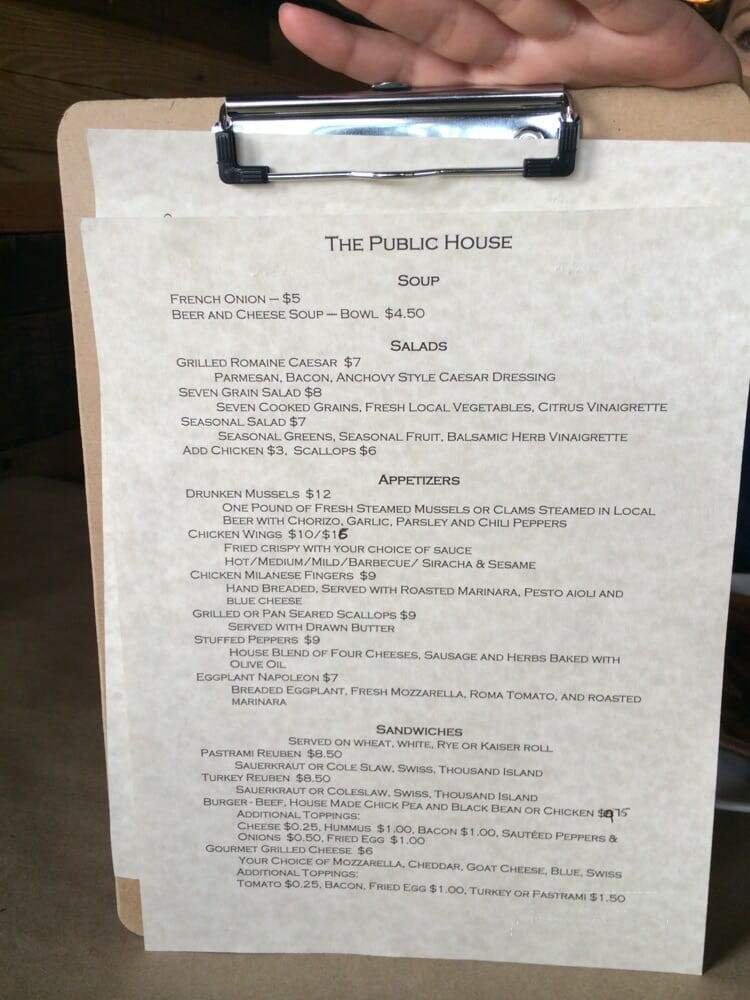 THE PUBLIC HOUSE
SOUP
FRENCH ONION – $5
BEER AND CHEESE SOUP – BOWL $4.50
SALADS
GRILLED ROMAINE CAESAR $7
PARMESAN, BACON, ANCHOVY STYLE CAESAR DRESSING
SEVEN GRAIN SALAD $8
SEVEN COOKED GRAINS, FRESH LOCAL VEGETABLES, CITRUS VINAIGRETTE
SEASONAL SALAD $7
SEASONAL GREENS, SEASONAL FRUIT, BALSAMIC HERB VINAIGRETTE
ADD CHICKEN $3, SCALLOPS $6
APPETIZERS
DRUNKEN MUSSELS $12
ONE POUND OF FRESH STEAMED MUSSELS OR CLAMS STEAMED IN LOCAL
BEER WITH CHORIZO, GARLIC, PARSLEY AND CHILI PEPPERS
CHICKEN WINGS $10/$16
FRIED CRISPY WITH YOUR CHOICE OF SAUCE
HOT/MEDIUM/MILD/BARBECUE/ SIRACHA & SESAME
CHICKEN MILANESE FINGERS $9
HAND BREADED, SERVED WITH ROASTED MARINARA, PESTO AIOLI AND
BLUE CHEESE
GRILLED OR PAN SEARED SCALLOPS $9
SERVED WITH DRAWN BUTTER
STUFFED PEPPERS $9
HOUSE BLEND OF FOUR CHEESES, SAUSAGE AND HERBS BAKED WITH
OLIVE OIL
EGGPLANT NAPOLEON $7
BREADED EGGPLANT, FRESH MOZZARELLA, ROMA TOMATO, AND ROASTED
MARINARA
SANDWICHES
SERVED ON WHEAT, WHITE, RYE OR KAISER ROLL
PASTRAMI REUBEN $8.50
SAUERKRAUT OR COLE SLAW, SWISS, THOUSAND ISLAND
TURKEY REUBEN $8.50
SAUERKRAUT OR COLESLAW, SWISS, THOUSAND ISLAND
BURGER - BEEF, HOUSE MADE CHICK PEA AND BLACK BEAN OR CHICKEN $9.75
ADDITIONAL TOPPINGS:
CHEESE $0.25, HUMMUS $1.00, BACON $1.00, SAUTÉED PEPPERS &
ONIONS $0.50, FRIED EGG $1.00
GOURMET GRILLED CHEESE $6
YOUR CHOICE OF MOZZARELLA, CHEDDAR, GOAT CHEESE, BLUE, SWISS
ADDITIONAL TOPPINGS:
TOMATO $0.25, BACON, FRIED EGG $1.00, TURKEY OR PASTRAMI $1.50